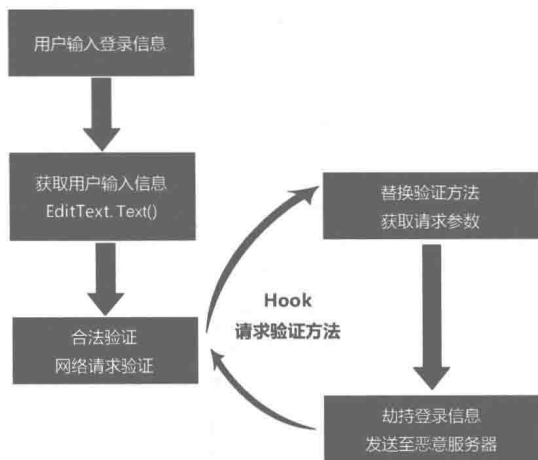 用户输入登录信息
获取用户输入信息
EditText.Text()
合法验证
网络请求验证
Hook
请求验证方法
替换验证方法
获取请求参数
劫持登录信息
发送至恶意服务器